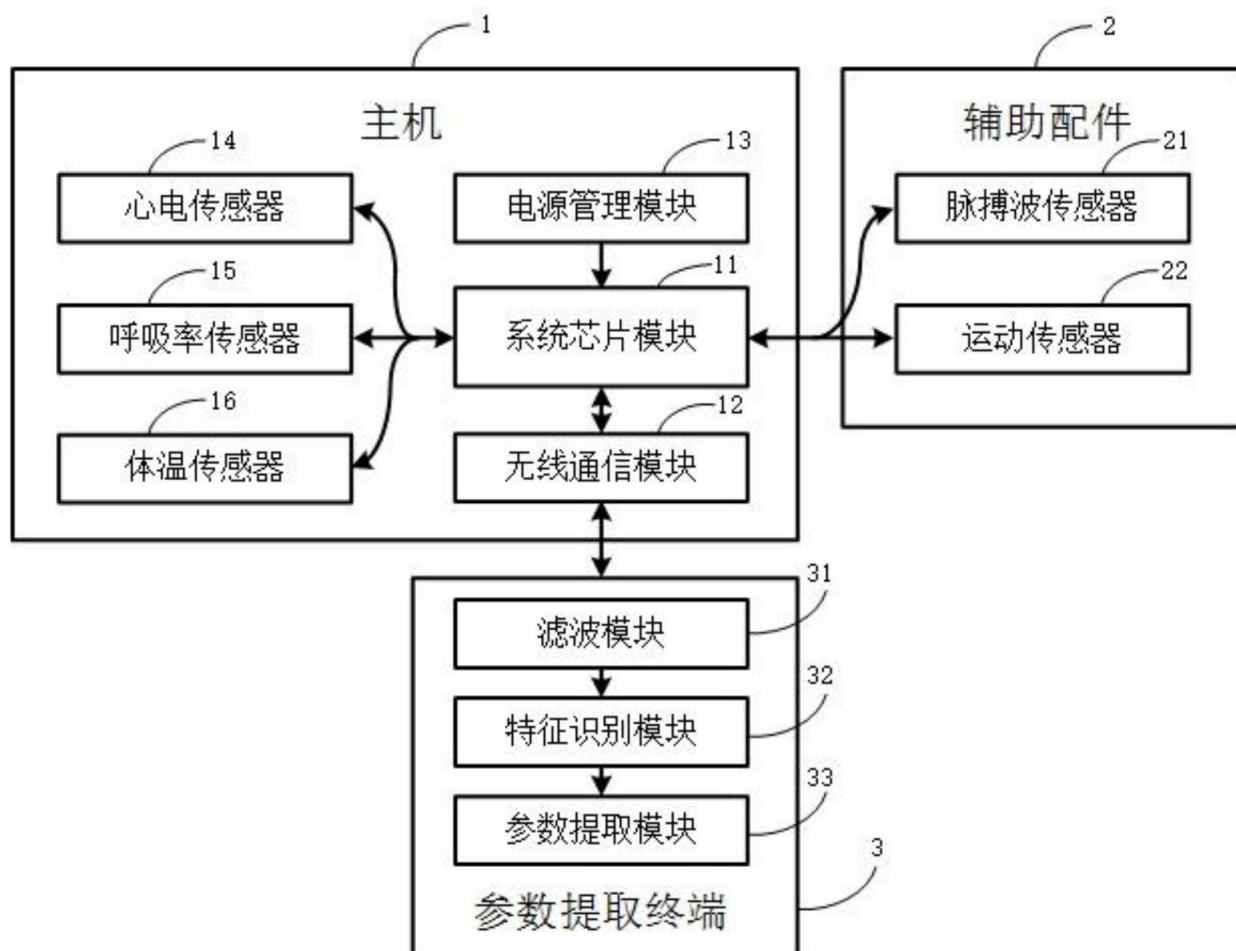 1
2
主机
辅助配件
14
13
21
心电传感器
电源管理模块
脉搏波传感器
15
11
22
呼吸率传感器
系统芯片模块
运动传感器
16
12
体温传感器
无线通信模块
31
滤波模块
32
特征识别模块
33
参数提取模块
3
参数提取终端